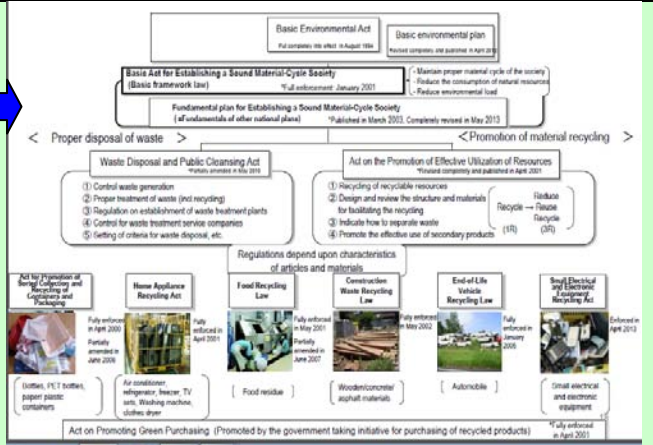 Basic Environmental Act
Full completely into effect in August 1994
Basic environmental plan
Revised completely and published in April 2012
Basic Act for Establishing a Sound Material-Cycle Society
(Basic framework law) *Full enforcement: January 2001
- Maintain proper material cycle of the society
- Reduce the consumption of natural resources
- Reduce environmental load
Fundamental plan for Establishing a Sound Material-Cycle Society
(Fundamentals of other national plans) *Published in March 2003, Completely revised in May 2013
< Proper disposal of waste >
< Promotion of material recycling >
Waste Disposal and Public Cleansing Act
*Partially amended in May 2010
① Control waste generation
② Proper treatment of waste (incl recycling)
③ Regulation on establishment of waste treatment plants
④ Control for waste treatment service companies
⑤ Setting of criteria for waste disposal, etc.
Act on the Promotion of Effective Utilization of Resources
*Revised completely and published in April 2001
① Recycling of recyclable resources
② Design and review the structure and materials
for facilitating the recycling
③ Indicate how to separate waste
④ Promote the effective use of secondary products
Reduce
Recycle → Reuse
Recycle
(1R) (3R)
Regulations depend upon characteristics
of articles and materials
Act for Promotion of
Sorted Collection and
Recycling of
Containers and
Packaging
Fully enforced
in April 2000
Partially
amended in
June 2006
Bottles, PET bottles,
paper/ plastic
containers
Home Appliance
Recycling Act
Fully
enforced in
April 2001
Air conditioner,
refrigerator, freezer, TV
sets, Washing machine,
clothes dryer
Food Recycling
Law
Fully enforced
in May 2001
Partially
amended in
June 2007
Food residue
Construction
Waste Recycling
Law
Fully enforced
in May 2002
Wooden/concrete/
asphalt materials
End-of-Life
Vehicle
Recycling Law
Fully
enforced in
January
2005
Automobile
Small Electrical
and Electronic
Equipment
Recycling Act
Enforced in
April 2013
Small electrical
and electronic
equipment
Act on Promoting Green Purchasing (Promoted by the government taking initiative for purchasing of recycled products)
*Fully enforced
in April 2001